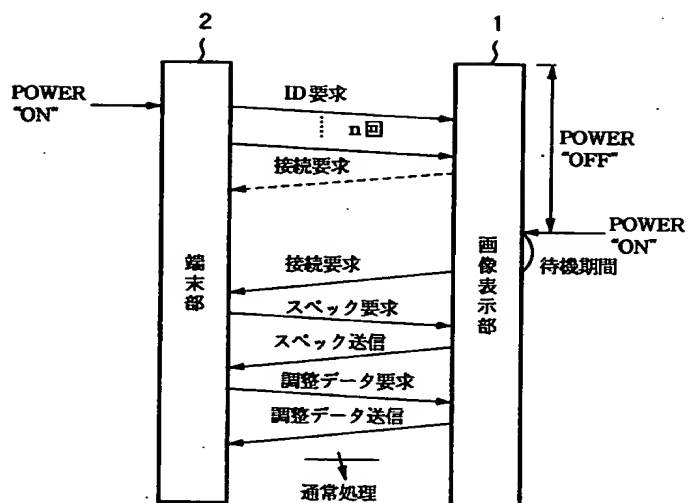 2
1
POWER
"ON"
ID要求
n回
接続要求
POWER
"OFF"
POWER
"ON"
待機期間
端末部
画像表示部
接続要求
スペック要求
スペック送信
調整データ要求
調整データ送信
通常処理